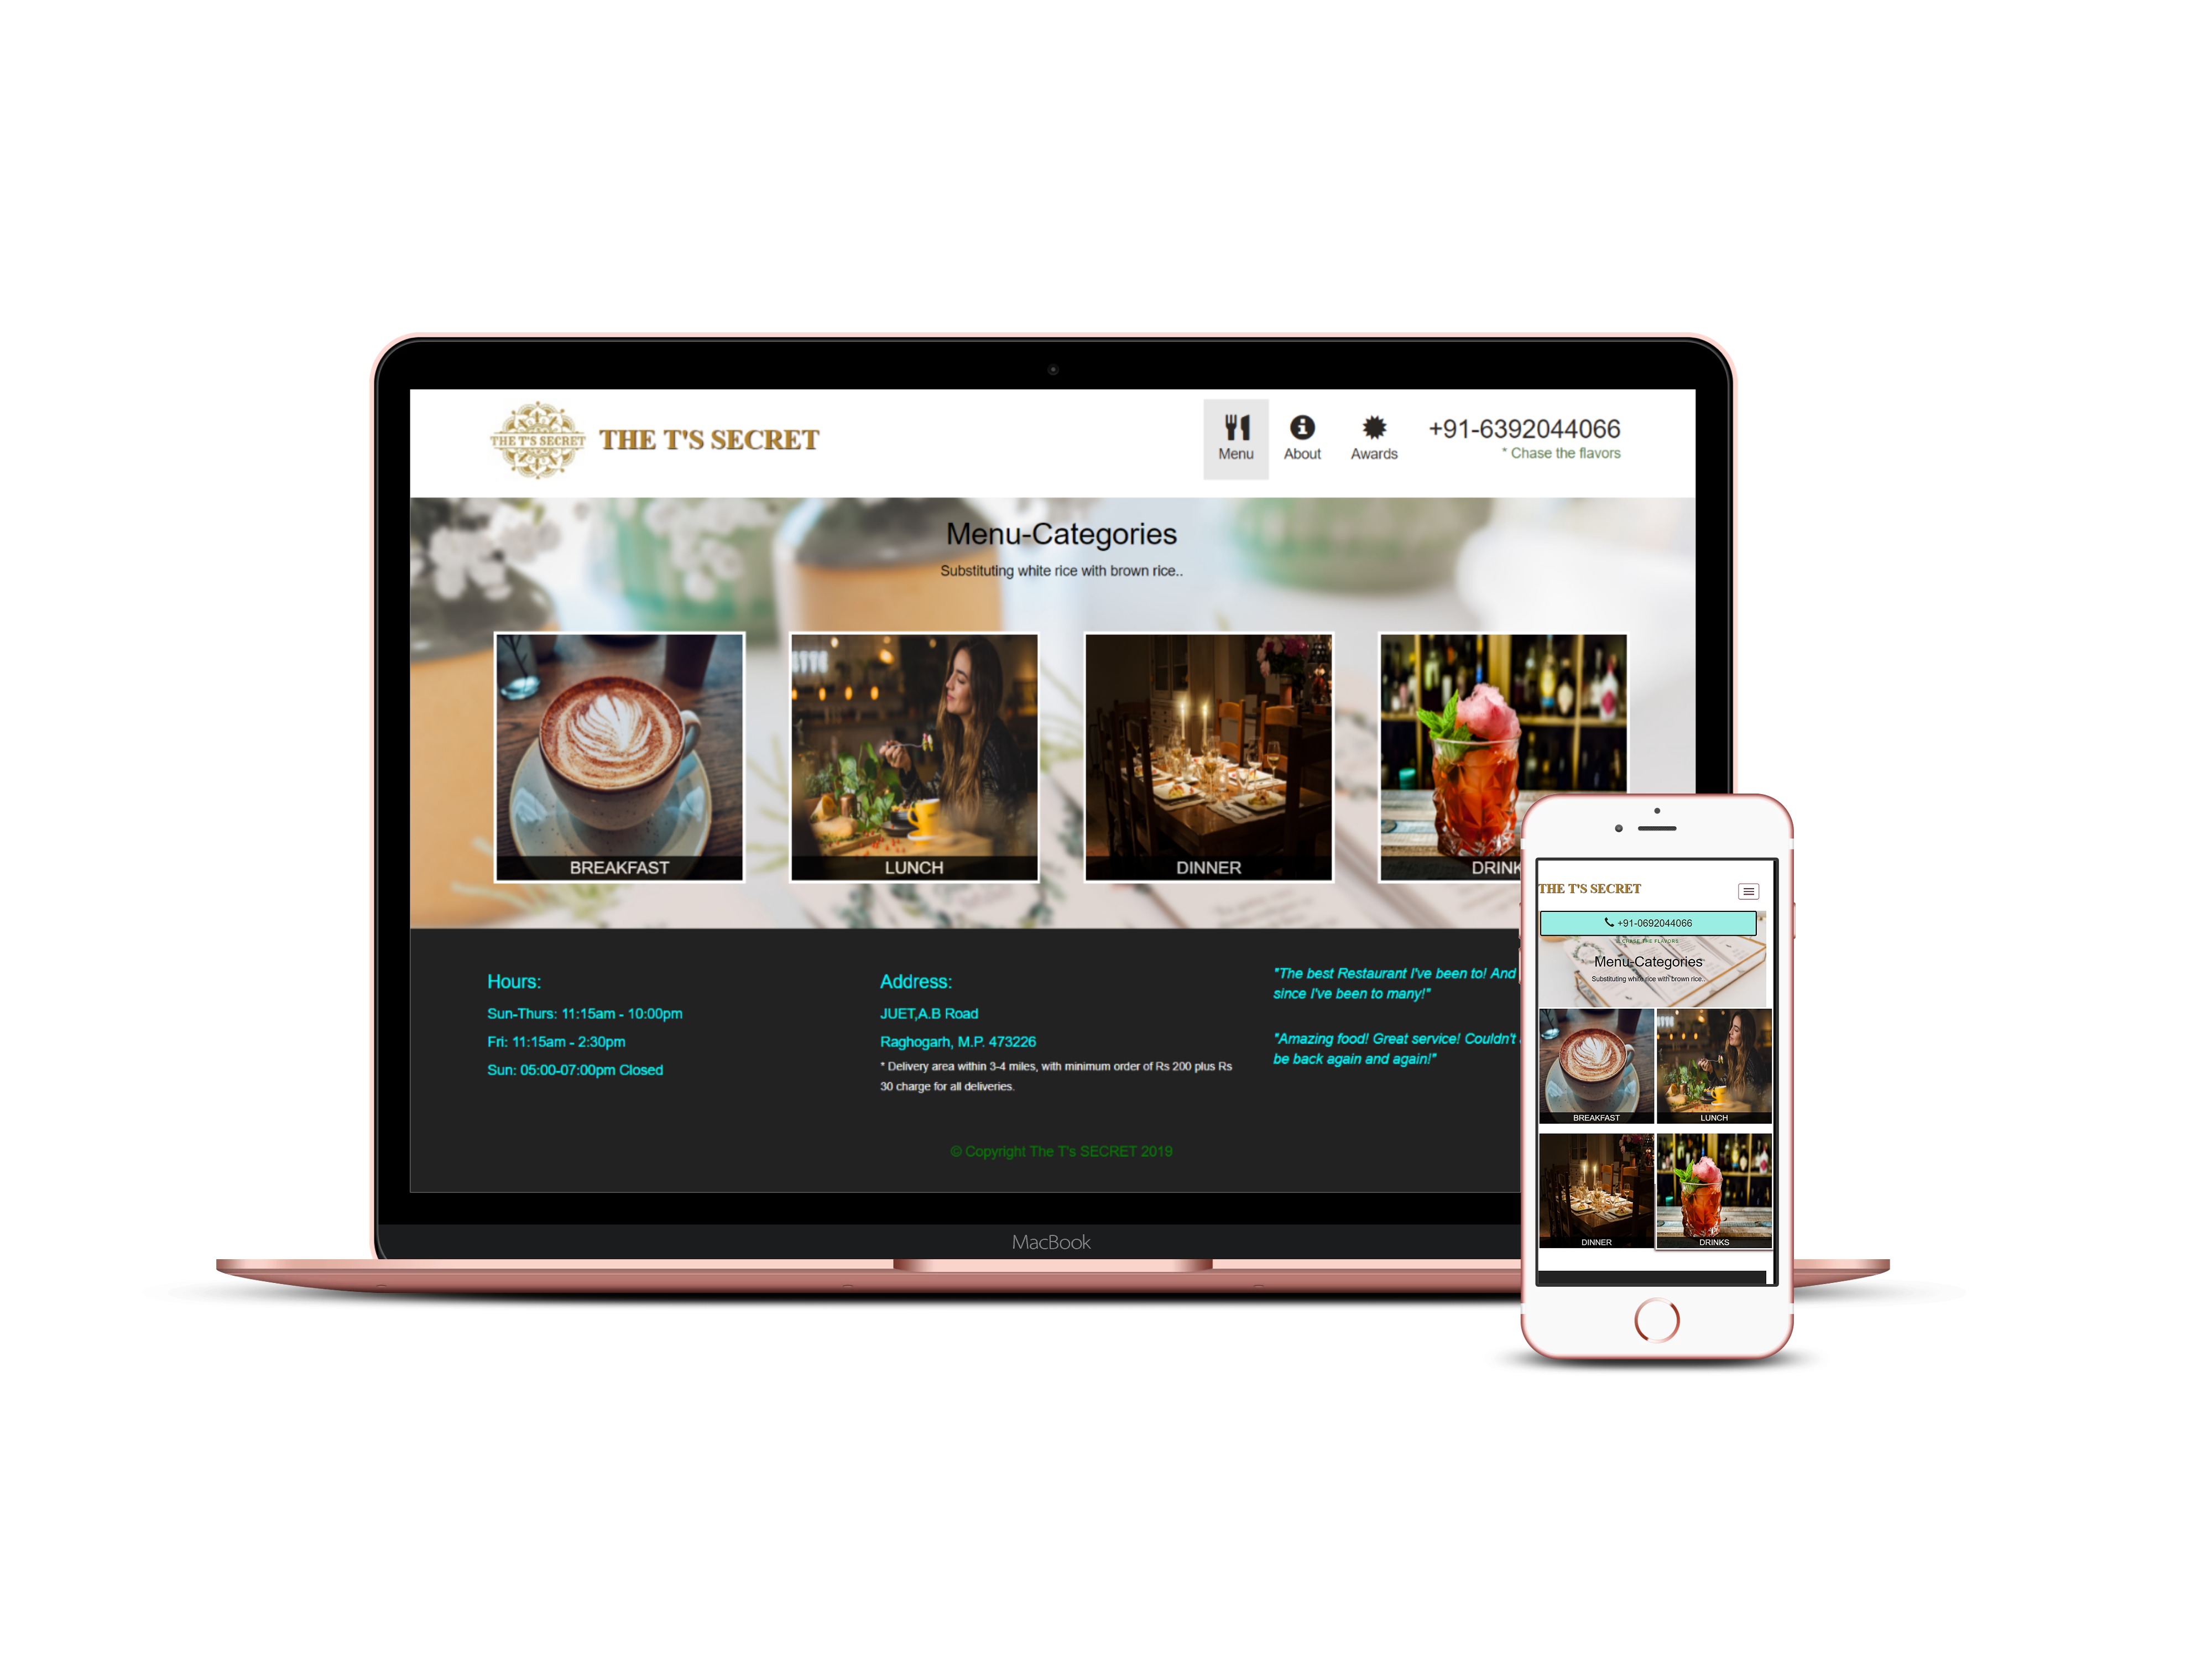 THE T'S SECRET
THE T'S SECRET
Menu
About
Awards
+91-6392044066
* Chase the flavors
Menu-Categories
Substituting white rice with brown rice..
BREAKFAST
LUNCH
DINNER
DRINK
Hours:
Sun-Thurs: 11:15am - 10:00pm
Fri: 11:15am - 2:30pm
Sun: 05:00-07:00pm Closed
Address:
JUET,A.B Road
Raghogarh, M.P. 473226
* Delivery area within 3-4 miles, with minimum order of Rs 200 plus Rs
30 charge for all deliveries.
"The best Restaurant I've been to! And
since I've been to many!"
"Amazing food! Great service! Couldn't
be back again and again!"
© Copyright The T's SECRET 2019
MacBook
THE T'S SECRET
+91-0692044066
* CHASE THE FLAVORS
Menu-Categories
Substituting white rice with brown rice..
BREAKFAST
LUNCH
DINNER
DRINKS